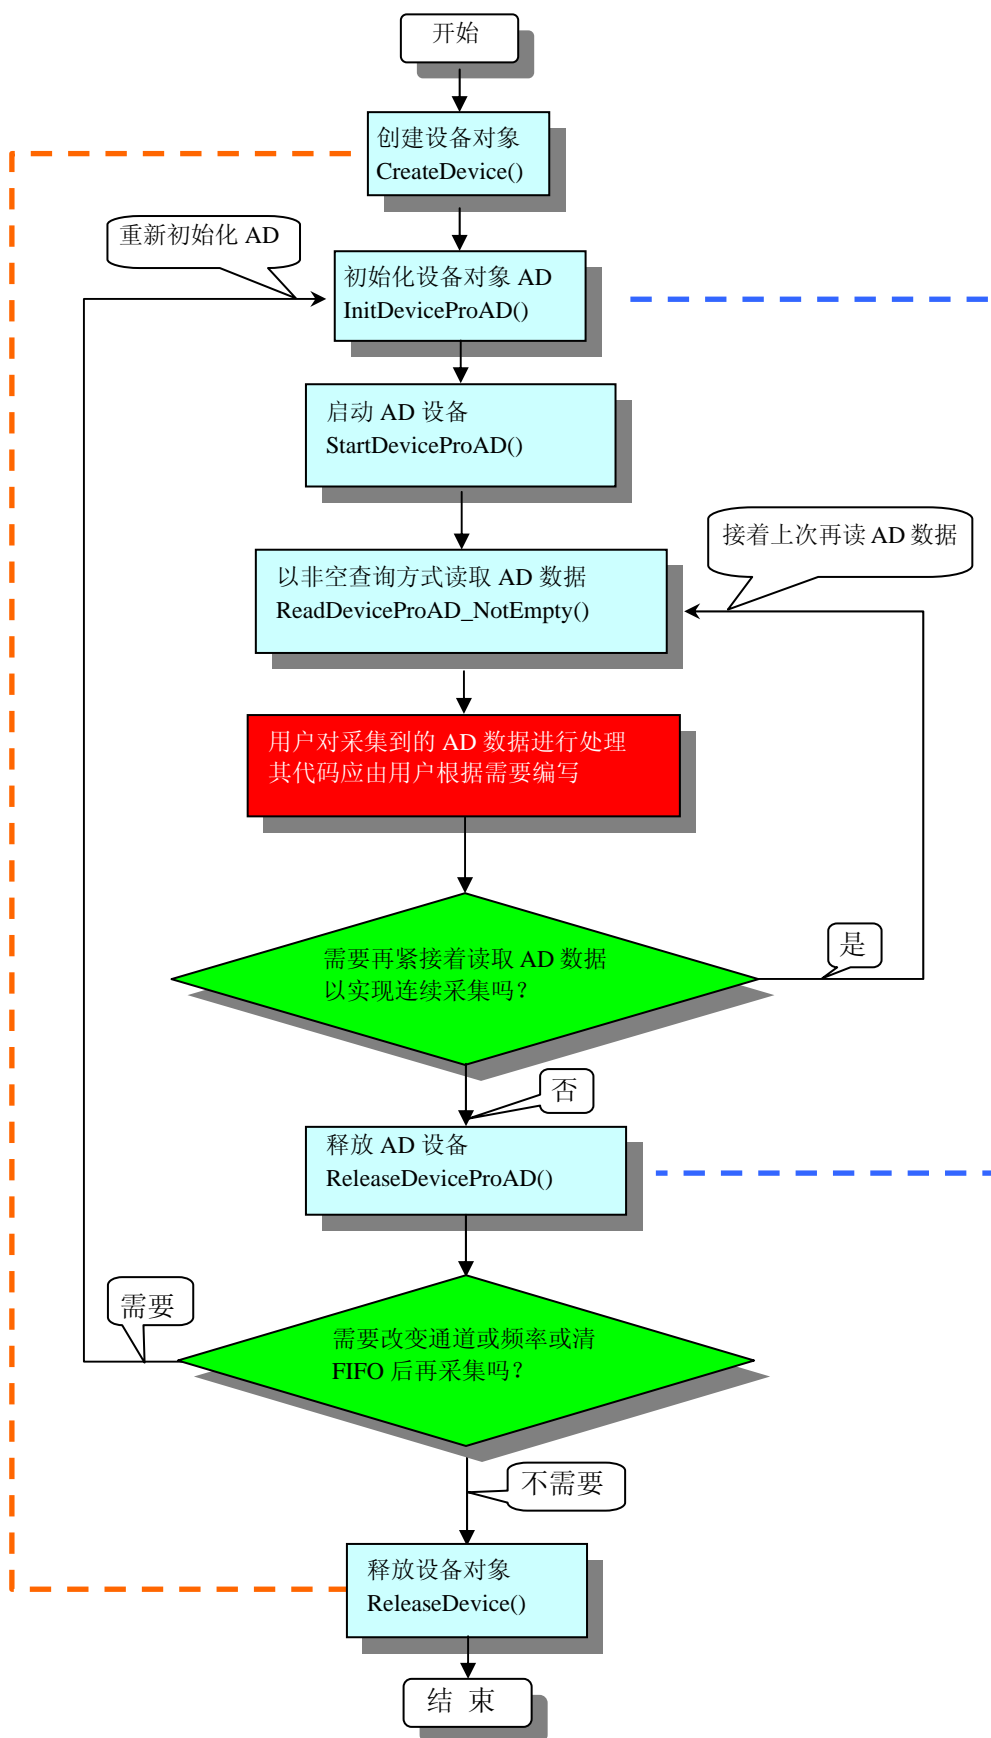 开始
创建设备对象
CreateDevice()
重新初始化 AD
初始化设备对象 AD
InitDeviceProAD()
启动 AD 设备
StartDeviceProAD()
接着上次再读 AD 数据
以非空查询方式读取 AD 数据
ReadDeviceProAD_NotEmpty()
用户对采集到的 AD 数据进行处理
其代码应由用户根据需要编写
是
需要再紧接着读取 AD 数据
以实现连续采集吗?
否
释放 AD 设备
ReleaseDeviceProAD()
需要
需要改变通道或频率或清
FIFO 后再采集吗?
不需要
释放设备对象
ReleaseDevice()
结 束